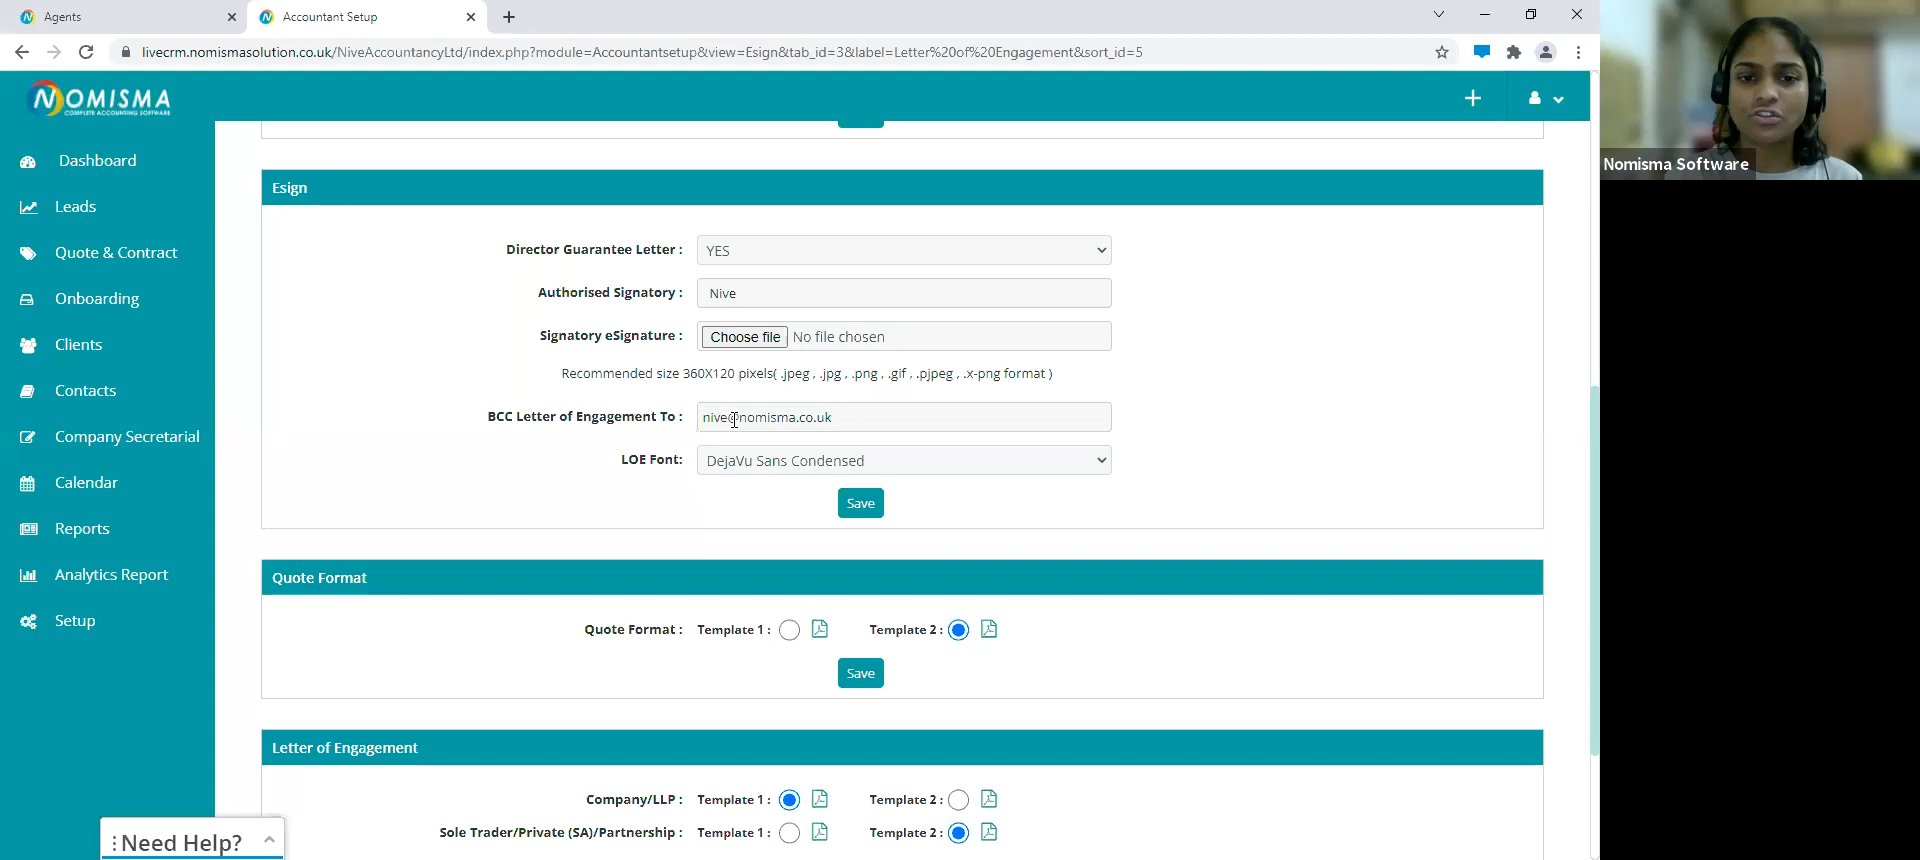 Agents
Accountant Setup
livecrm.nomismasolution.co.uk/NiveAccountancyLtd/index.php?module=Accountantsetup&view=Esign&tab_id=3&label=Letter%20of%20Engagement&sort_id=5
NOMISMA
COMPLETE ACCOUNTING SOFTWARE
Nomisma Software
Dashboard
Leads
Quote & Contract
Onboarding
Clients
Contacts
Company Secretarial
Calendar
Reports
Analytics Report
Setup
Esign
Director Guarantee Letter : YES
Authorised Signatory : Nive
Signatory eSignature : Choose file No file chosen
Recommended size 360X120 pixels( .jpeg , .jpg , .png , .gif , .pjpeg , .x-png format )
BCC Letter of Engagement To : nive@nomisma.co.uk
LOE Font: DejaVu Sans Condensed
Save
Quote Format
Quote Format : Template 1 : Template 2 :
Save
Letter of Engagement
Company/LLP : Template 1 : Template 2 :
Sole Trader/Private (SA)/Partnership : Template 1 : Template 2 :
Need Help?